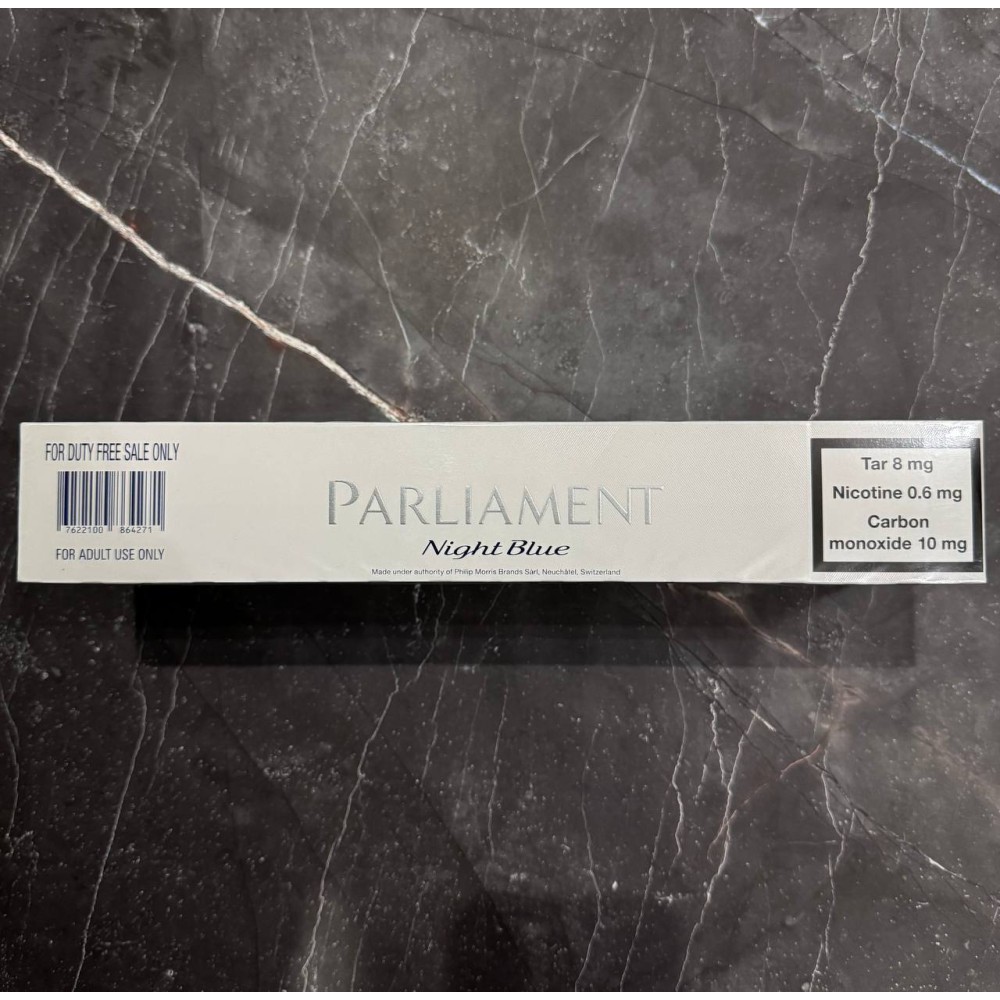 FOR DUTY FREE SALE ONLY
7622100 864271
FOR ADULT USE ONLY
PARLIAMENT
Night Blue
Made under authority of Philip Morris Brands Sàrl, Neuchâtel, Switzerland
Tar 8 mg
Nicotine 0.6 mg
Carbon
monoxide 10 mg